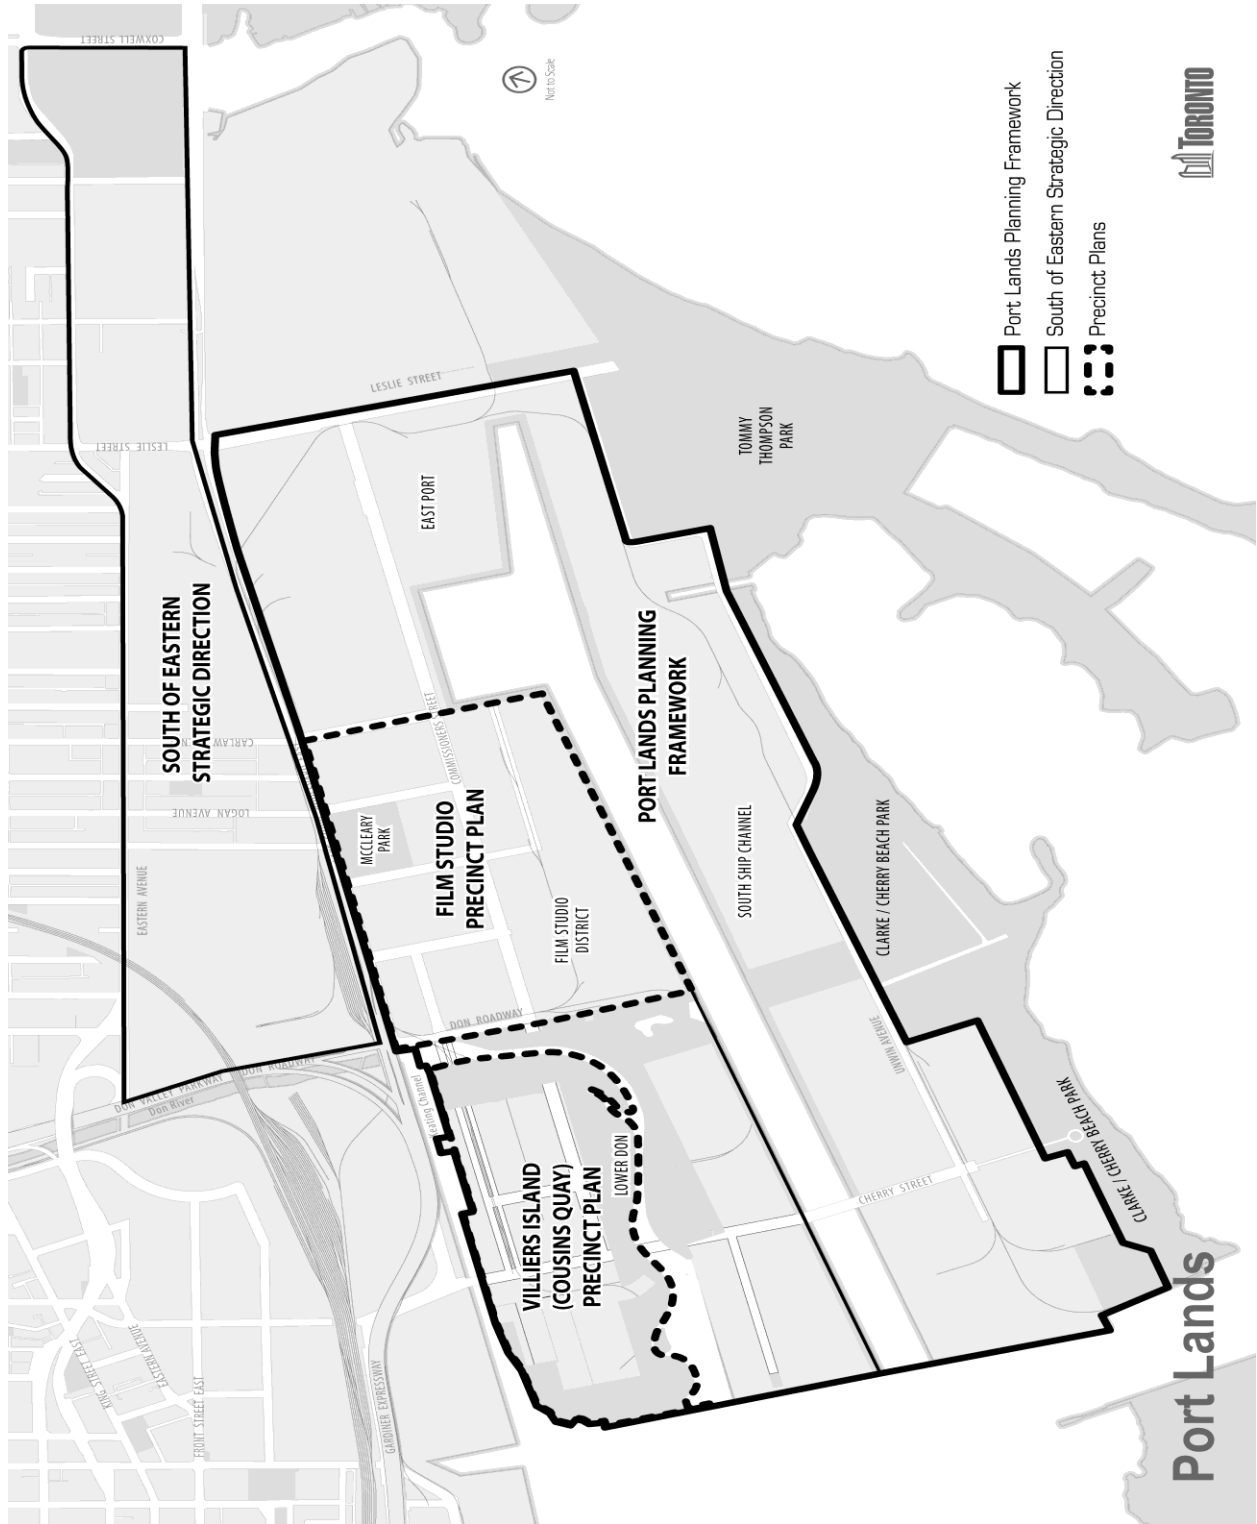 COXWELL STREET
Not to Scale
LESLIE STREET
LESLIE STREET
SOUTH OF EASTERN
STRATEGIC DIRECTION
LOGAN AVENUE
EASTERN AVENUE
DON VALLEY PARKWAY
DON ROADWAY
Don River
KING STREET EAST
EASTERN AVENUE
FRONT STREET EAST
GARDINER EXPRESSWAY
Keating Channel
EAST PORT
COMMISSIONERS STREET
MCCLEARY
PARK
FILM STUDIO
PRECINCT PLAN
FILM STUDIO
DISTRICT
DON ROADWAY
VILLIERS ISLAND
(COUSINS QUAY)
PRECINCT PLAN
LOWER DON
PORT LANDS PLANNING
FRAMEWORK
SOUTH SHIP CHANNEL
CHERRY STREET
UNWIN AVENUE
TOMMY
THOMPSON
PARK
CLARKE / CHERRY BEACH PARK
CLARKE / CHERRY BEACH PARK
Port Lands Planning Framework
South of Eastern Strategic Direction
Precinct Plans
TORONTO
Port Lands